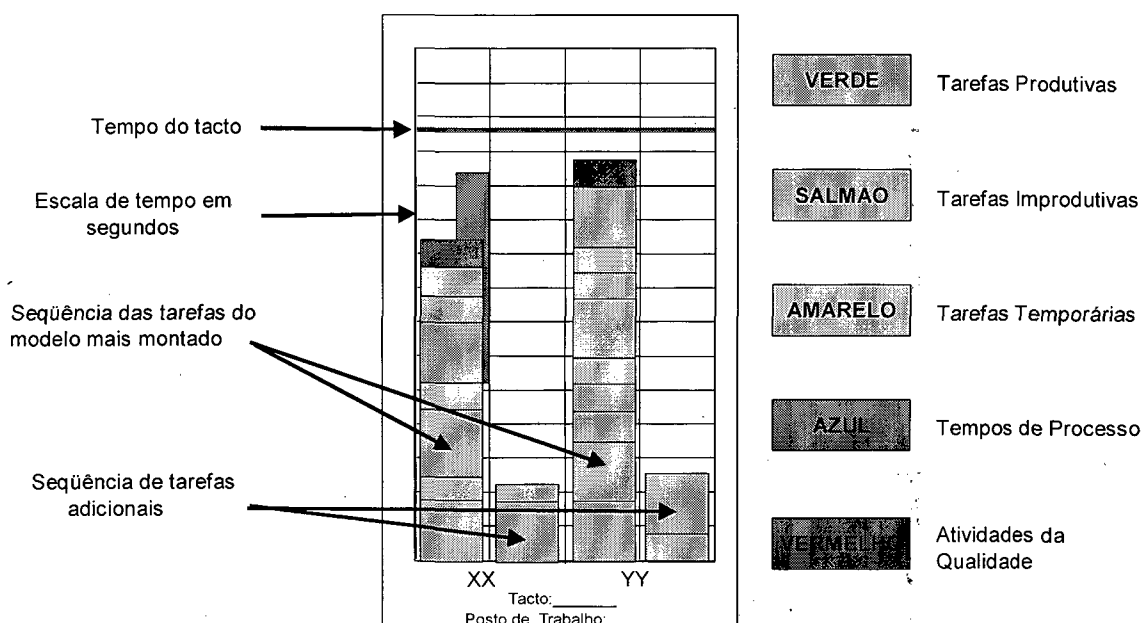 Tempo do tacto
Escala de tempo em
segundos
Seqüência das tarefas do
modelo mais montado
Seqüência de tarefas
adicionais
XX YY
Tacto:______
Posto de Trabalho:
VERDE Tarefas Produtivas
SALMAO Tarefas Improdutivas
AMARELO Tarefas Temporárias
AZUL Tempos de Processo
VERMELHO Atividades da
Qualidade